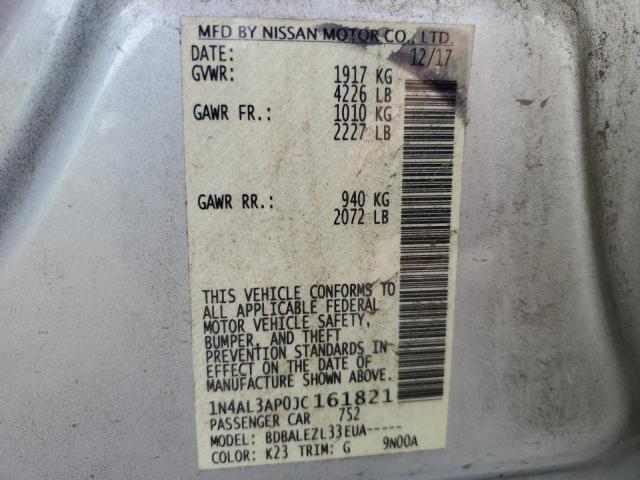 MFD BY NISSAN MOTOR CO., LTD.
DATE: 12/17
GVWR: 1917 KG
4226 LB
GAWR FR.: 1010 KG
2227 LB
GAWR RR.: 940 KG
2072 LB
THIS VEHICLE CONFORMS TO
ALL APPLICABLE FEDERAL
MOTOR VEHICLE SAFETY,
BUMPER, AND THEFT
PREVENTION STANDARDS IN
EFFECT ON THE DATE OF
MANUFACTURE SHOWN ABOVE.
1N4AL3AP0JC161821
PASSENGER CAR 752
MODEL: BDBALEZL33EUA-----
COLOR: K23 TRIM: G 9N00A